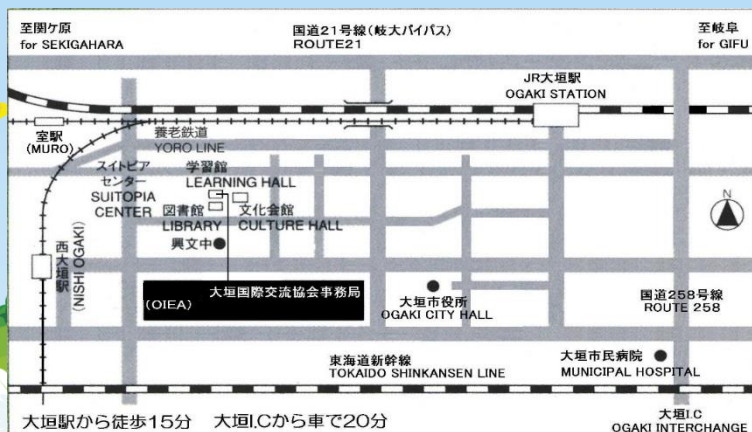 至関ケ原
for SEKIGAHARA
国道21号線(岐大バイパス)
ROUTE21
至岐阜
for GIFU
JR大垣駅
OGAKI STATION
室駅
(MURO)
養老鉄道
YORO LINE
スイトピア
センター
SUITOPIA
CENTER
学習館
LEARNING HALL
図書館
LIBRARY
文化会館
CULTURE HALL
興文中
N
西大垣駅
(NISHI OGAKI)
大垣国際交流協会事務局
(OIEA)
大垣市役所
OGAKI CITY HALL
国道258号線
ROUTE 258
東海道新幹線
TOKAIDO SHINKANSEN LINE
大垣市民病院
MUNICIPAL HOSPITAL
大垣駅から徒歩15分 大垣I.Cから車で20分
大垣I.C
OGAKI INTERCHANGE